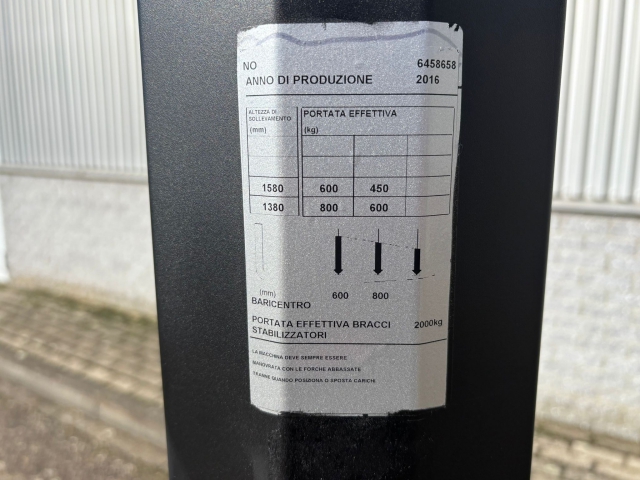 NO 6458658
ANNO DI PRODUZIONE 2016
ALTEZZA DI
SOLLEVAMENTO
(mm)
PORTATA EFFETTIVA
(kg)
1580 600 450
1380 800 600
(mm)
BARICENTRO 600 800
PORTATA EFFETTIVA BRACCI 2000kg
STABILIZZATORI
LA MACCHINA DEVE SEMPRE ESSERE
MANOVRATA CON LE FORCHE ABBASSATE
TRANNE QUANDO POSIZIONA O SPOSTA CARICHI